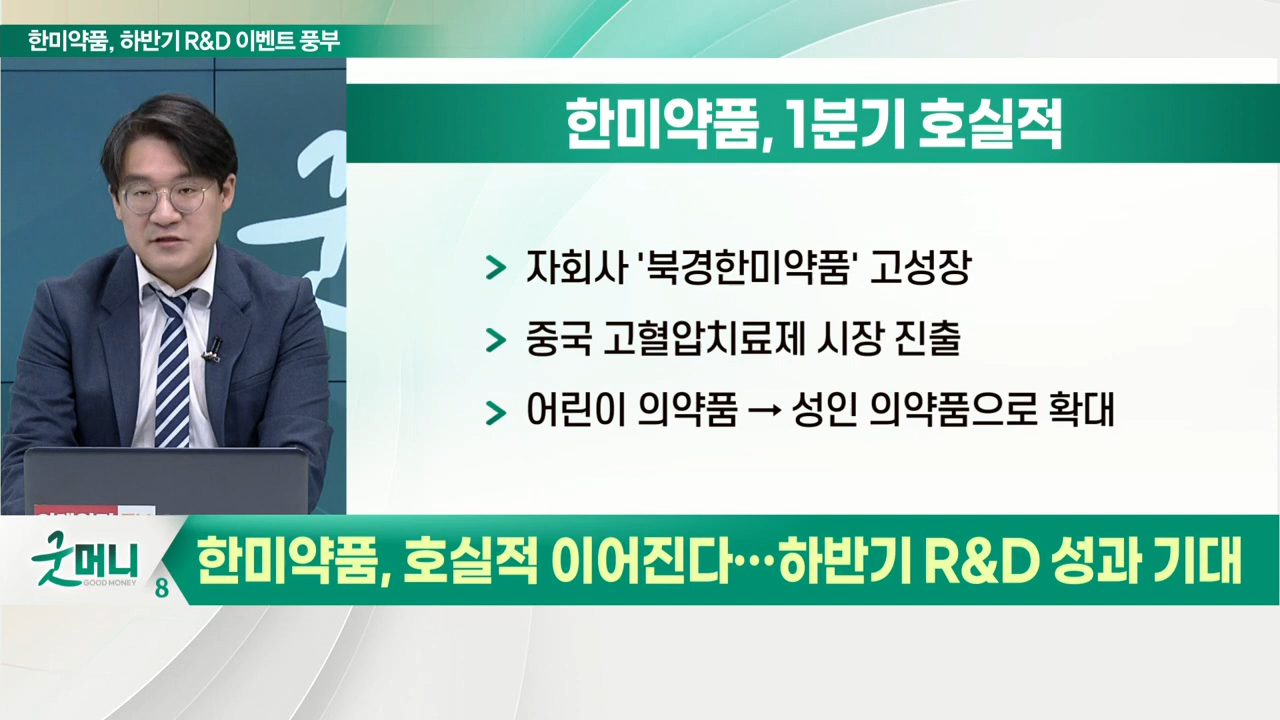 한미약품, 하반기 R&D 이벤트 풍부
한미약품, 1분기 호실적
> 자회사 '북경한미약품' 고성장
> 중국 고혈압치료제 시장 진출
> 어린이 의약품 → 성인 의약품으로 확대
굿머니
GOOD MONEY
8
한미약품, 호실적 이어진다…하반기 R&D 성과 기대